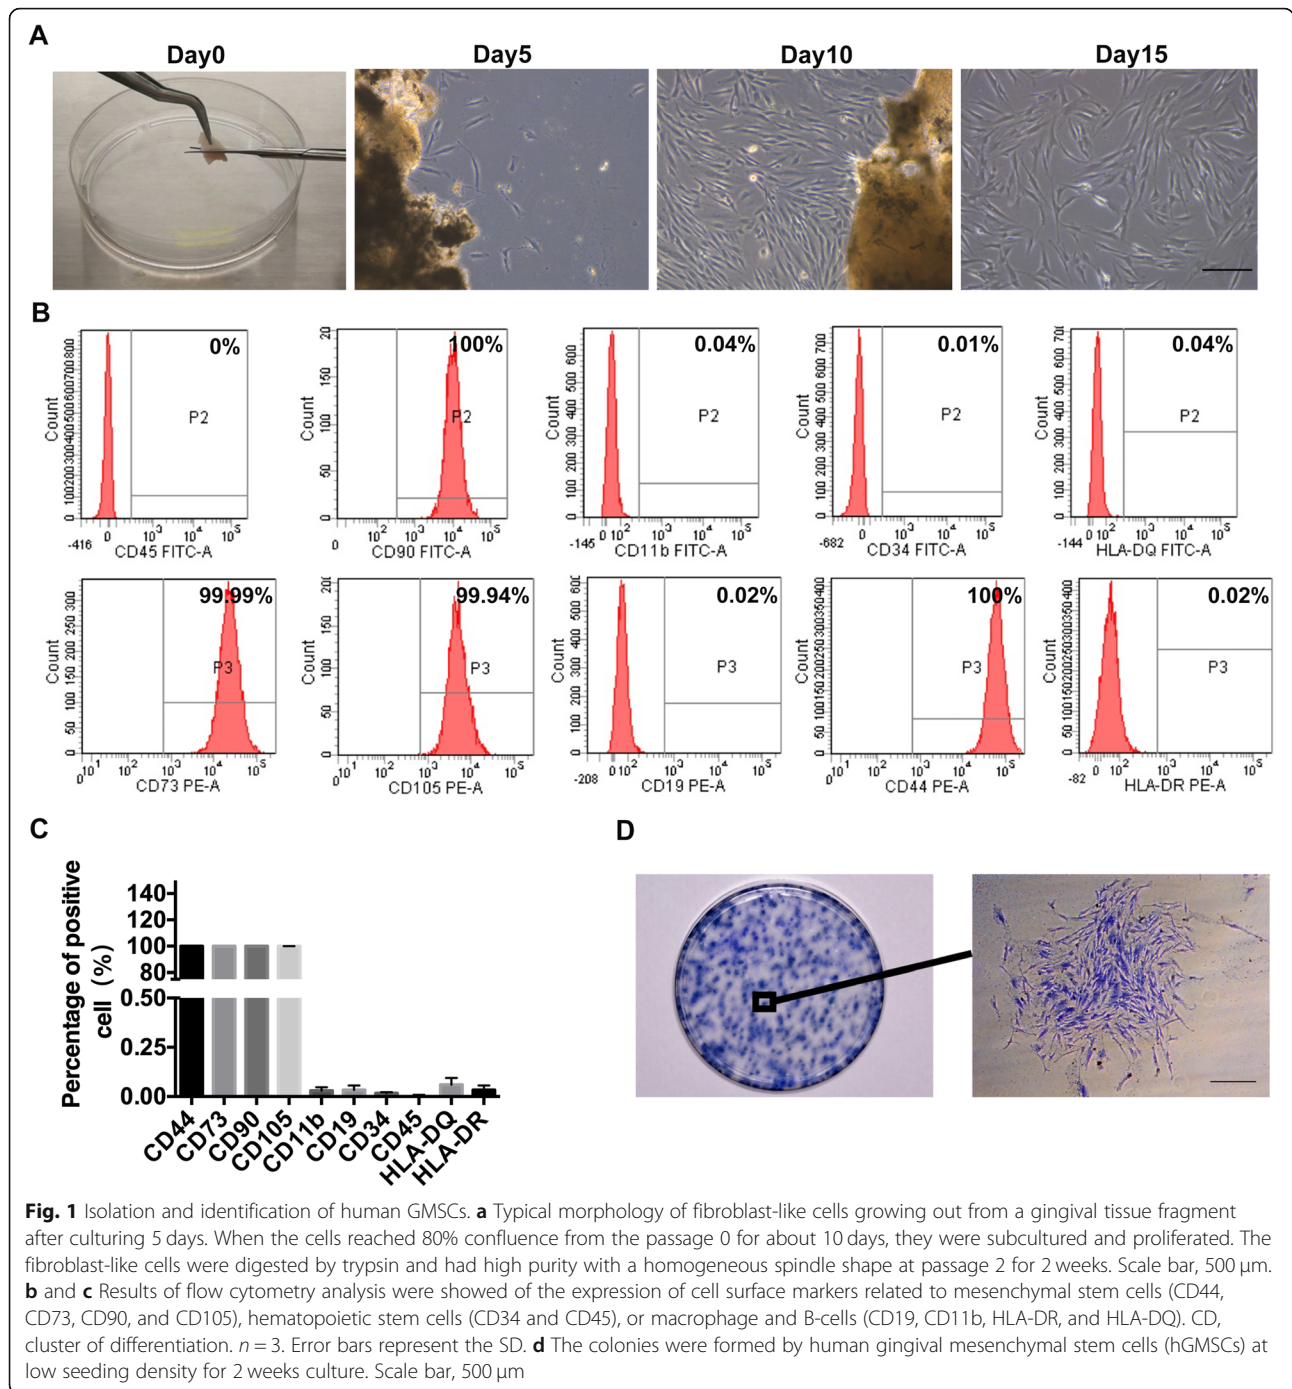 A
Day0 Day5 Day10 Day15
B
0% 100% 0.04% 0.01% 0.04%
P2 P2 P2 P2 P2
Count Count Count Count Count
CD45 FITC-A CD90 FITC-A CD11b FITC-A CD34 FITC-A HLA-DQ FITC-A
-416 -145 -682 -144
99.99% 99.94% 0.02% 100% 0.02%
P3 P3 P3 P3 P3
Count Count Count Count Count
CD73 PE-A CD105 PE-A CD19 PE-A CD44 PE-A HLA-DR PE-A
-208 -82
C
Percentage of positive
cell (%)
140
120
100
80
0.50
0.25
0.00
CD44 CD73 CD90 CD105 CD11b CD19 CD34 CD45 HLA-DQ HLA-DR
D
Fig. 1 Isolation and identification of human GMSCs. a Typical morphology of fibroblast-like cells growing out from a gingival tissue fragment
after culturing 5 days. When the cells reached 80% confluence from the passage 0 for about 10 days, they were subcultured and proliferated. The
fibroblast-like cells were digested by trypsin and had high purity with a homogeneous spindle shape at passage 2 for 2 weeks. Scale bar, 500 μm.
b and c Results of flow cytometry analysis were showed of the expression of cell surface markers related to mesenchymal stem cells (CD44,
CD73, CD90, and CD105), hematopoietic stem cells (CD34 and CD45), or macrophage and B-cells (CD19, CD11b, HLA-DR, and HLA-DQ). CD,
cluster of differentiation. n = 3. Error bars represent the SD. d The colonies were formed by human gingival mesenchymal stem cells (hGMSCs) at
low seeding density for 2 weeks culture. Scale bar, 500 μm